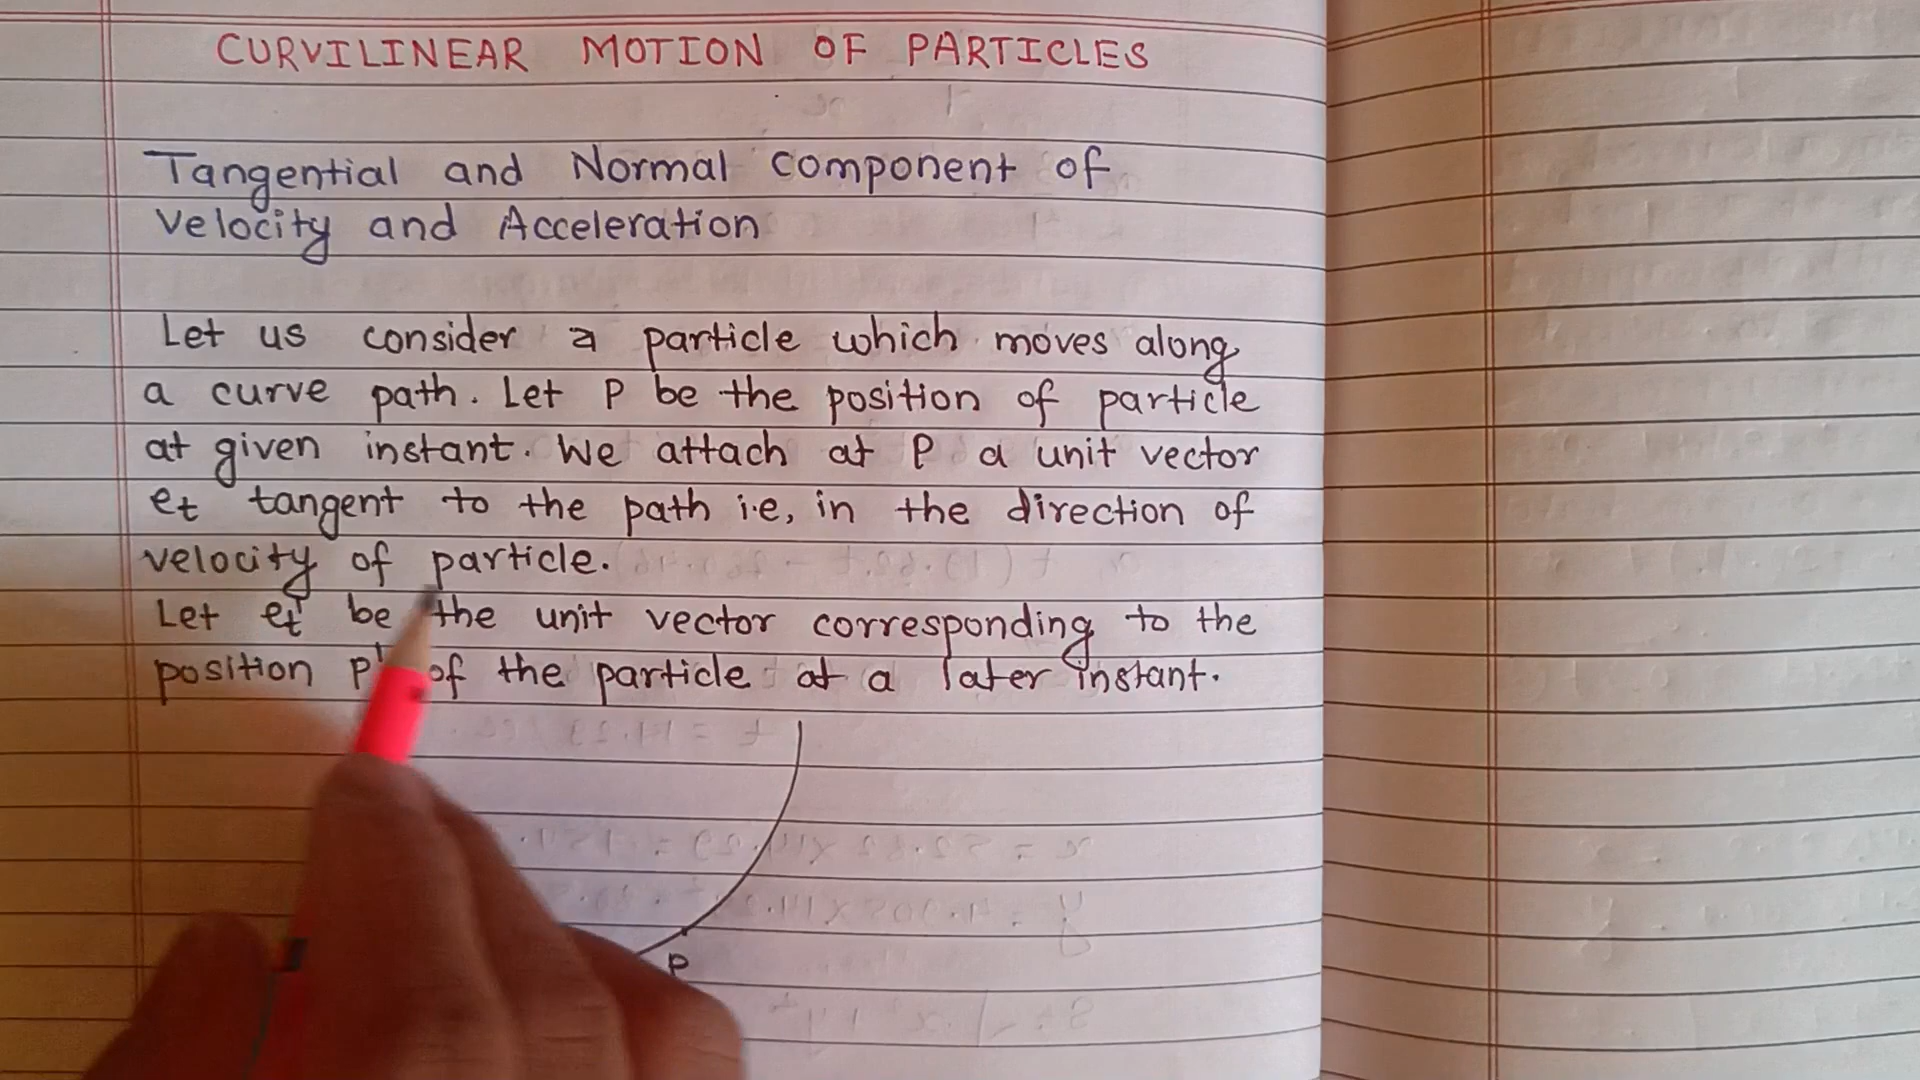 CURVILINEAR MOTION OF PARTICLES
Tangential and Normal component of
Velocity and Acceleration
Let us consider a particle which moves along
a curve path. Let P be the position of particle
at given instant. We attach at P a unit vector
et tangent to the path i.e, in the direction of
velocity of particle.
Let et' be the unit vector corresponding to the
position P' of the particle at a later instant.
P